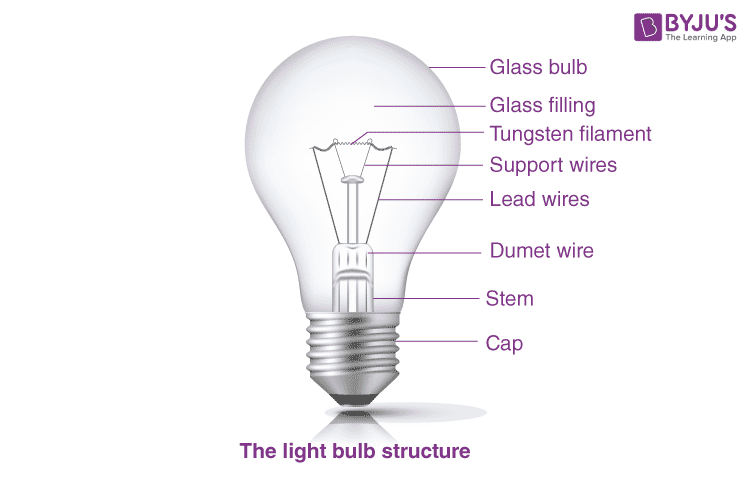 BYJU'S
The Learning App
Glass bulb
Glass filling
Tungsten filament
Support wires
Lead wires
Dumet wire
Stem
Cap
The light bulb structure